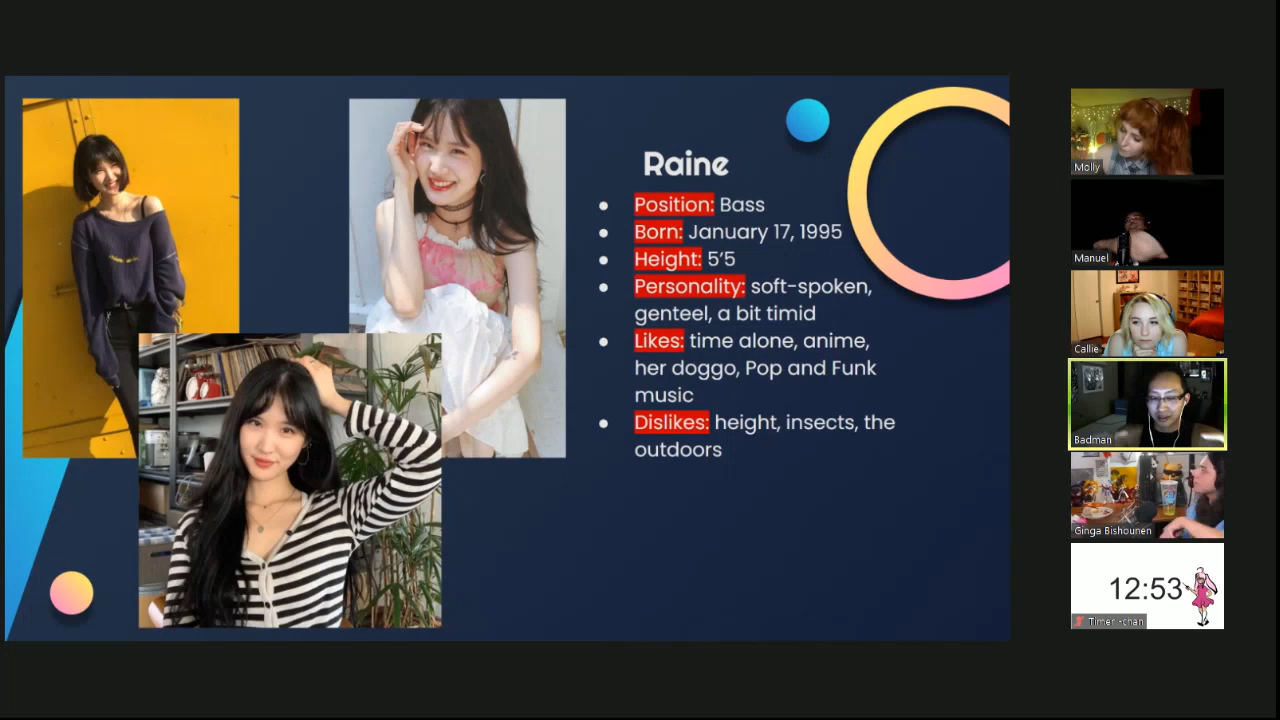 Raine
Position: Bass
Born: January 17, 1995
Height: 5'5
Personality: soft-spoken,
genteel, a bit timid
Likes: time alone, anime,
her doggo, Pop and Funk
music
Dislikes: height, insects, the
outdoors
Molly
Manuel
Callie
Badman
Ginga Bishounen
12:53
Timer-chan